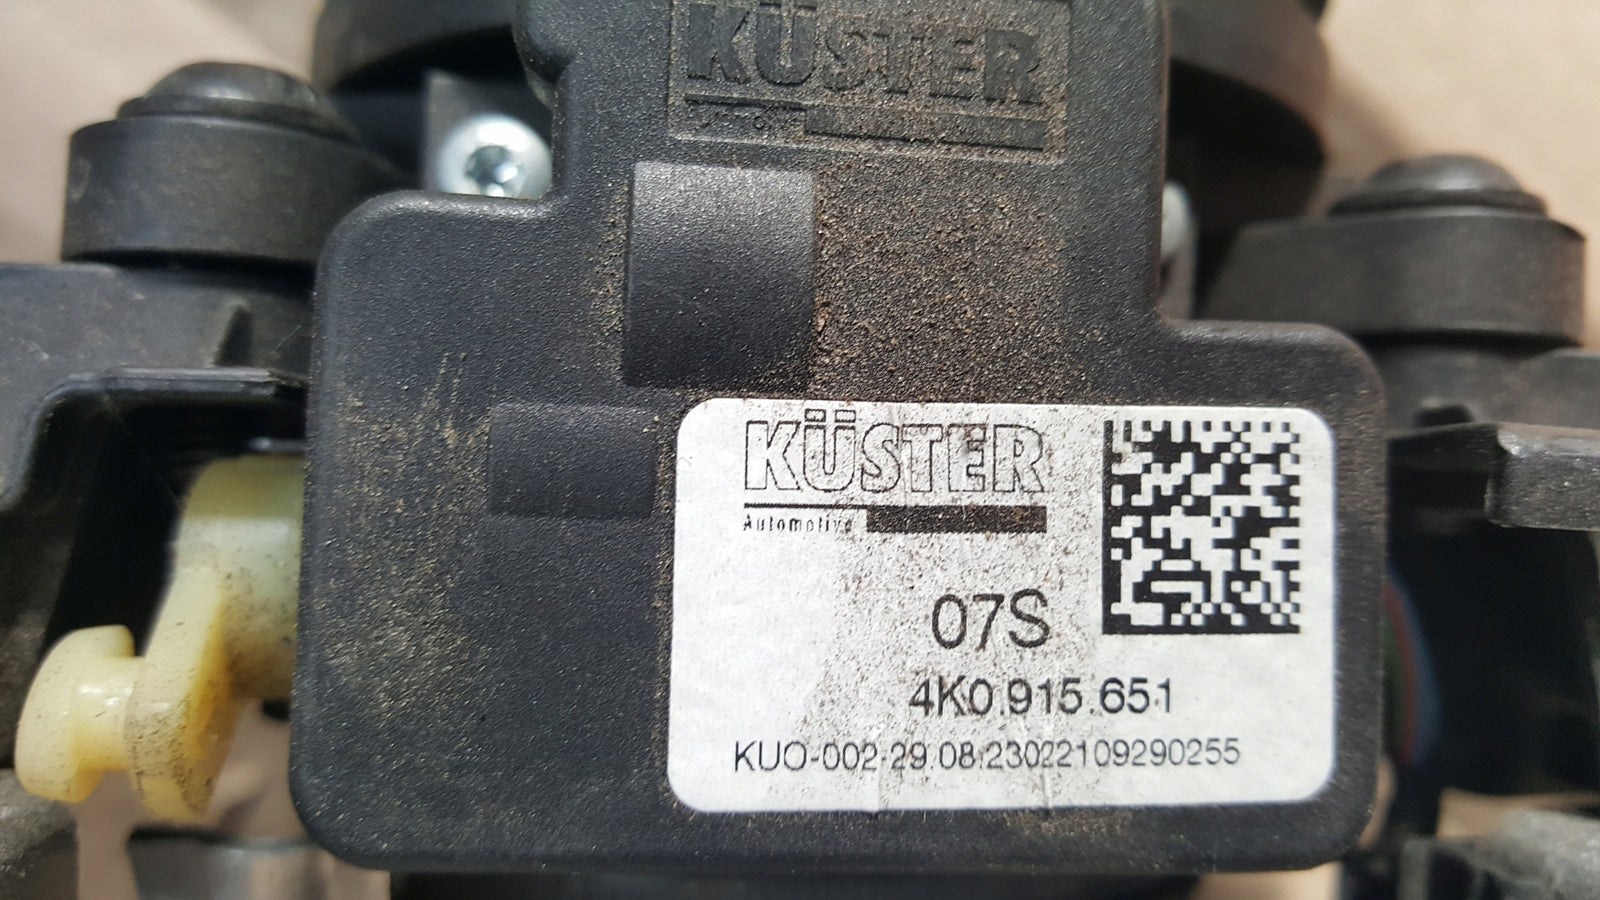 KÜSTER
KÜSTER
Automotive
07S
4K0.915.651
KUO-002-29.08.23022109290255